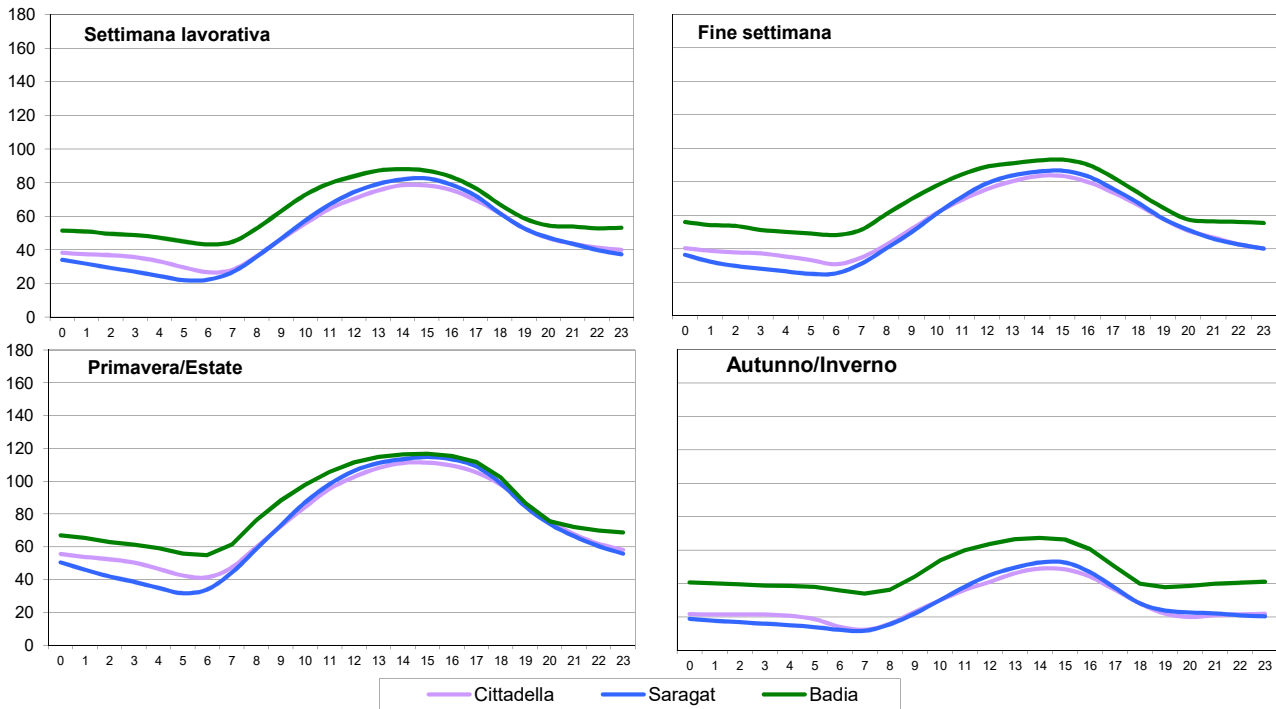 Settimana lavorativa
180
160
140
120
100
80
60
40
20
0
0 1 2 3 4 5 6 7 8 9 10 11 12 13 14 15 16 17 18 19 20 21 22 23
Fine settimana
0 1 2 3 4 5 6 7 8 9 10 11 12 13 14 15 16 17 18 19 20 21 22 23
Primavera/Estate
180
160
140
120
100
80
60
40
20
0
0 1 2 3 4 5 6 7 8 9 10 11 12 13 14 15 16 17 18 19 20 21 22 23
Autunno/Inverno
0 1 2 3 4 5 6 7 8 9 10 11 12 13 14 15 16 17 18 19 20 21 22 23
Cittadella Saragat Badia